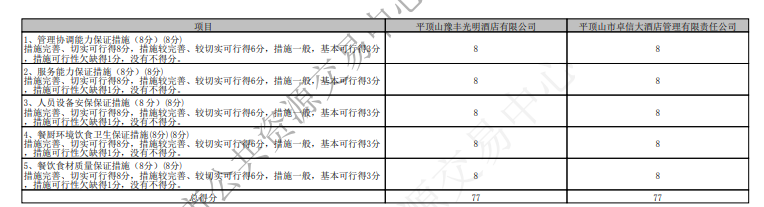 项目 平顶山豫丰光明酒店有限公司 平顶山市卓信大酒店管理有限责任公司
1、管理协调能力保证措施（8分）(8分)
措施完善、切实可行得8分，措施较完善、较切实可行得6分，措施一般，基本可行得3分
，措施可行性欠缺得1分，没有不得分。
8 8
2、服务能力保证措施（8分）(8分)
措施完善、切实可行得8分，措施较完善、较切实可行得6分，措施一般，基本可行得3分
，措施可行性欠缺得1分，没有不得分。
8 8
3、人员设备安保保证措施（8 分）(8分)
措施完善、切实可行得8分，措施较完善、较切实可行得6分，措施一般，基本可行得3分
，措施可行性欠缺得1分，没有不得分。
8 8
4、餐厨环境饮食卫生保证措施(8分)(8分)
措施完善、切实可行得8分，措施较完善、较切实可行得6分，措施一般，基本可行得3分
，措施可行性欠缺得1分，没有不得分。
8 8
5、餐饮食材质量保证措施（8分）(8分)
措施完善、切实可行得8分，措施较完善、较切实可行得6分，措施一般，基本可行得3分
，措施可行性欠缺得1分，没有不得分。
8 8
总得分 77 77
公共资源交易中心
源交易中心